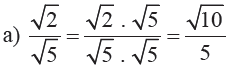 a) √2/√5 = √2 . √5/√5 . √5 = √10/5